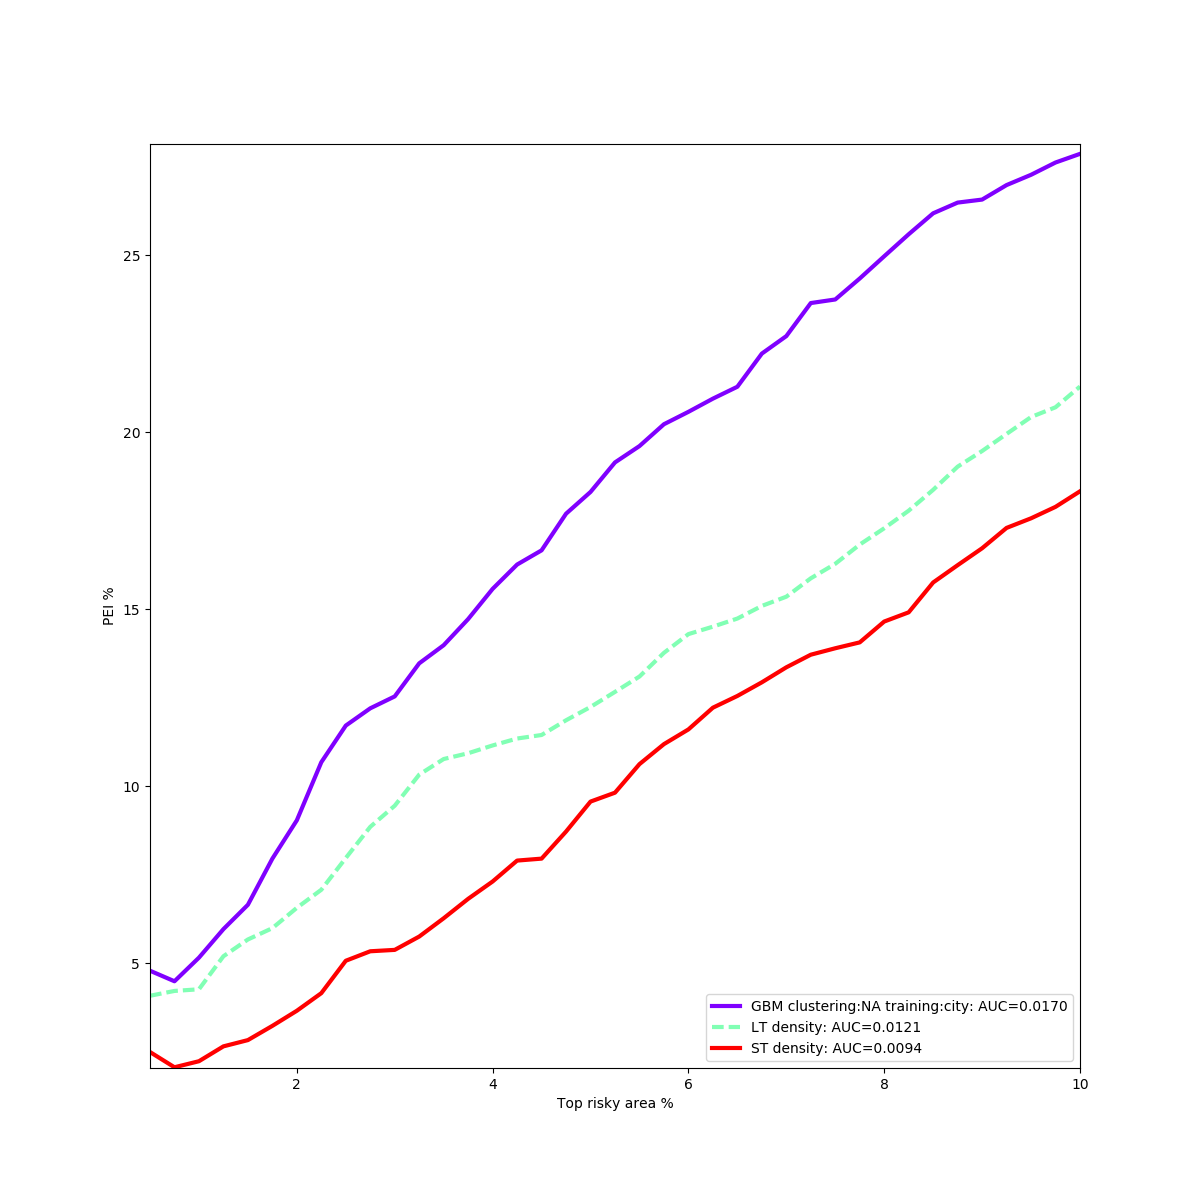 25
20
15
10
5
PEI %
2 4 6 8 10
Top risky area %
GBM clustering:NA training:city: AUC=0.0170
LT density: AUC=0.0121
ST density: AUC=0.0094